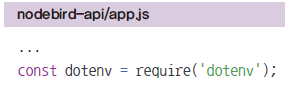 nodebird-api/app.js
...
const dotenv = require('dotenv');